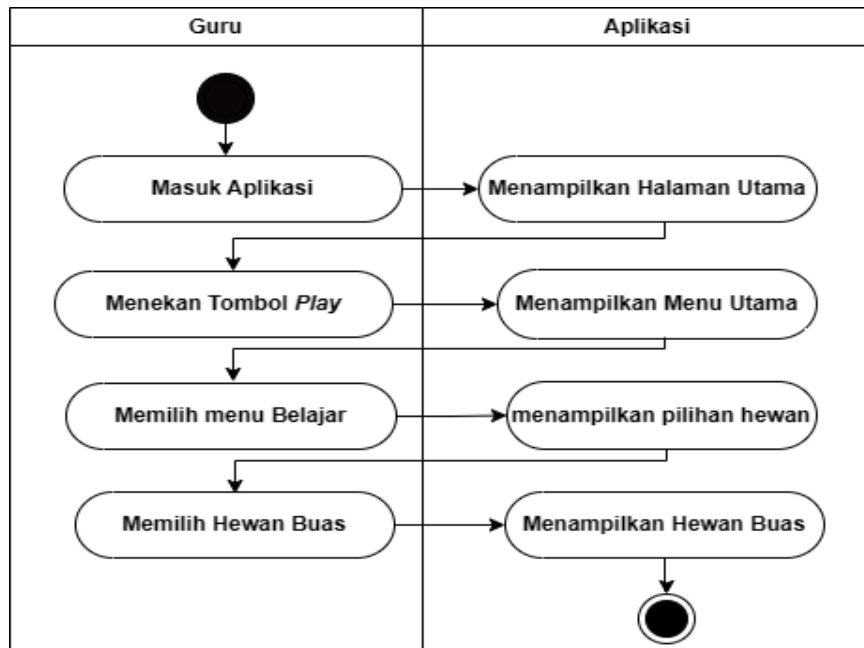 Guru
Aplikasi
Masuk Aplikasi
Menampilkan Halaman Utama
Menekan Tombol Play
Menampilkan Menu Utama
Memilih menu Belajar
menampilkan pilihan hewan
Memilih Hewan Buas
Menampilkan Hewan Buas